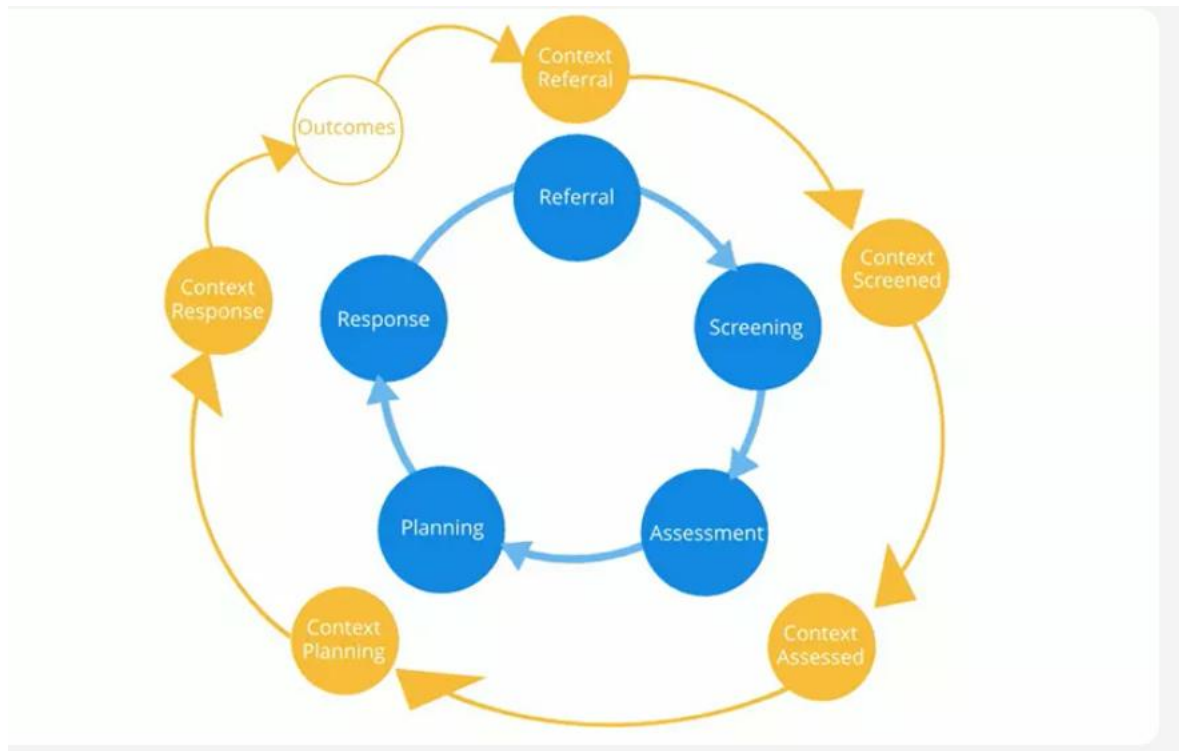 Context
Referral
Outcomes
Referral
Context
Screened
Context
Response
Response
Screening
Planning
Assessment
Context
Planning
Context
Assessed